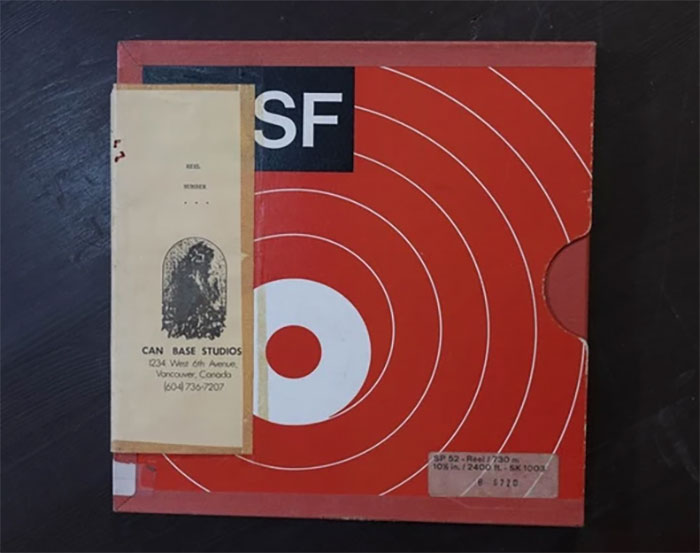 SF
REEL
NUMBER
. . .
CAN BASE STUDIOS
1234 West 6th Avenue,
Vancouver, Canada
(604) 736-7207
SP 52 - Reel / 730 m.
10½ in. / 2400 ft. - SK 1003.